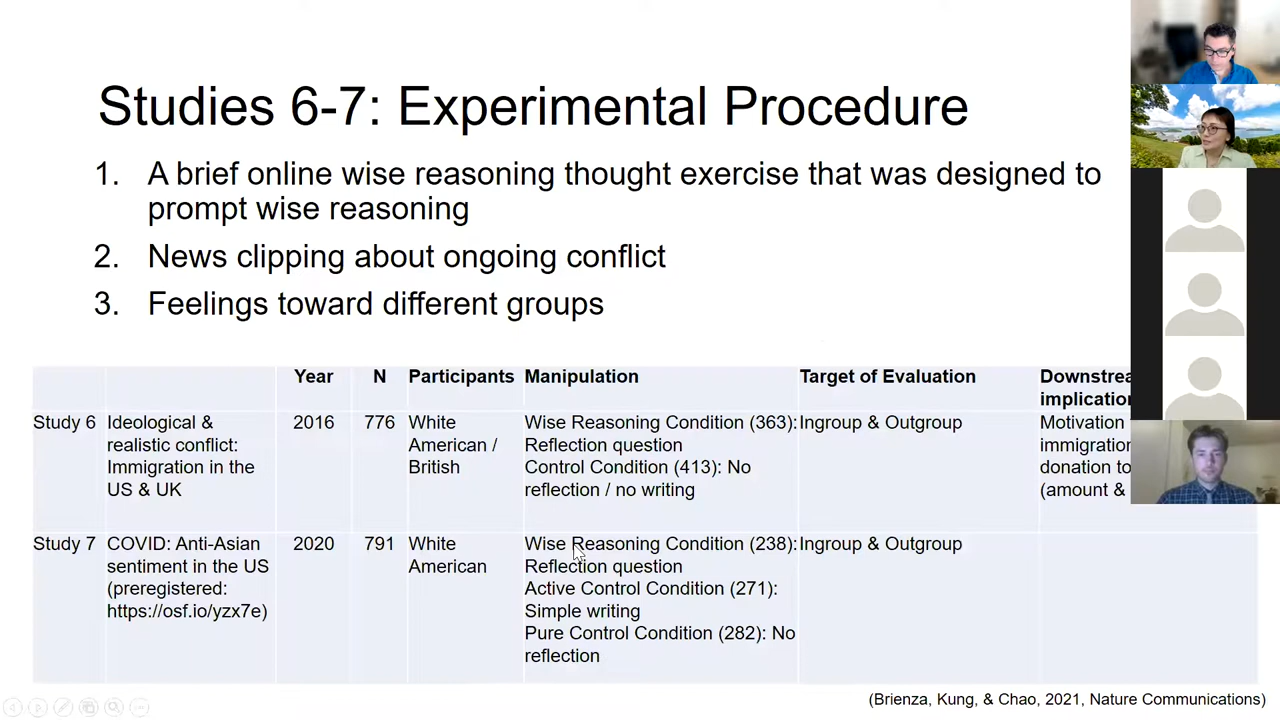 Studies 6-7: Experimental Procedure
1. A brief online wise reasoning thought exercise that was designed to
prompt wise reasoning
2. News clipping about ongoing conflict
3. Feelings toward different groups
Year N Participants Manipulation Target of Evaluation
Study 6
Ideological &
realistic conflict:
Immigration in the
US & UK
2016
776
White
American /
British
Wise Reasoning Condition (363):
Reflection question
Control Condition (413): No
reflection / no writing
Ingroup & Outgroup
Motivation
donation to
(amount &
Study 7
COVID: Anti-Asian
sentiment in the US
(preregistered:
https://osf.io/yzx7e)
2020
791
White
American
Wise Reasoning Condition (238):
Reflection question
Active Control Condition (271):
Simple writing
Pure Control Condition (282): No
reflection
Ingroup & Outgroup
(Brienza, Kung, & Chao, 2021, Nature Communications)